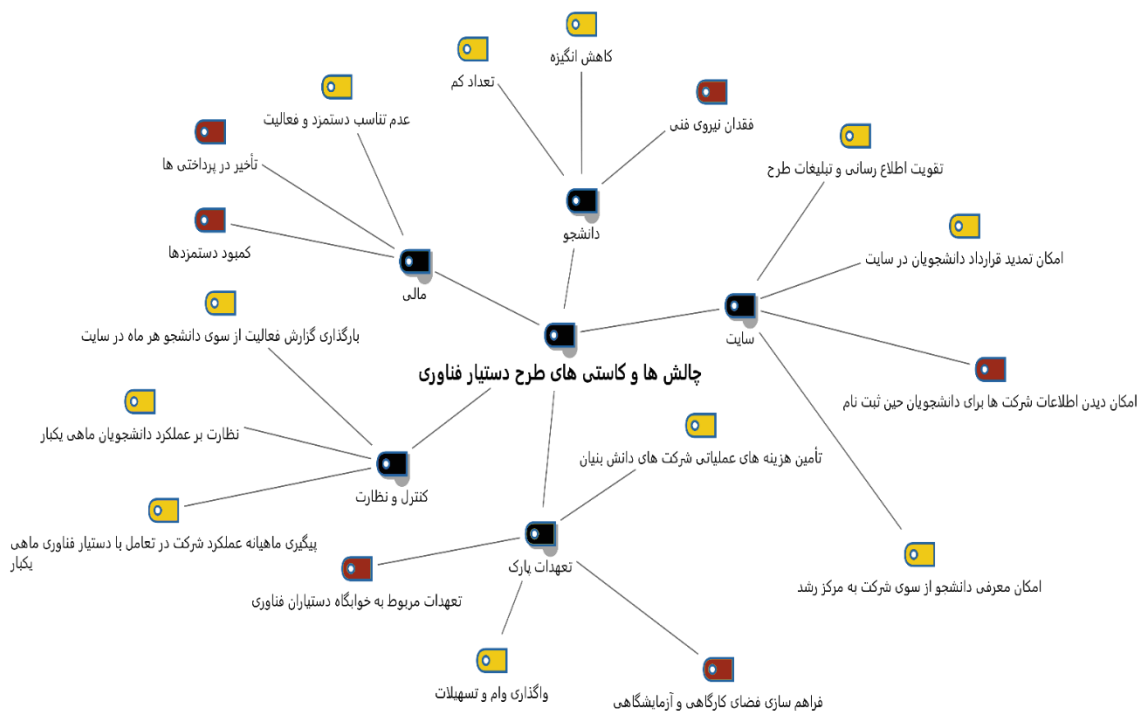 کاهش انگیزه
تعداد کم
فقدان نیروی فنی
عدم تناسب دستمزد و فعالیت
تأخیر در پرداختی ها
تقویت اطلاع رسانی و تبلیغات طرح
دانشجو
کمبود دستمزدها
امکان تمدید قرارداد دانشجویان در سایت
مالی
بارگذاری گزارش فعالیت از سوی دانشجو هر ماه در سایت
سایت
چالش ها و کاستی های طرح دستیار فناوری
امکان دیدن اطلاعات شرکت ها برای دانشجویان حین ثبت نام
نظارت بر عملکرد دانشجویان ماهی یکبار
تأمین هزینه های عملیاتی شرکت های دانش بنیان
کنترل و نظارت
پیگیری ماهیانه عملکرد شرکت در تعامل با دستیار فناوری ماهی
یکبار
تعهدات پارک
امکان معرفی دانشجو از سوی شرکت به مرکز رشد
تعهدات مربوط به خوابگاه دستیاران فناوری
واگذاری وام و تسهیلات
فراهم سازی فضای کارگاهی و آزمایشگاهی